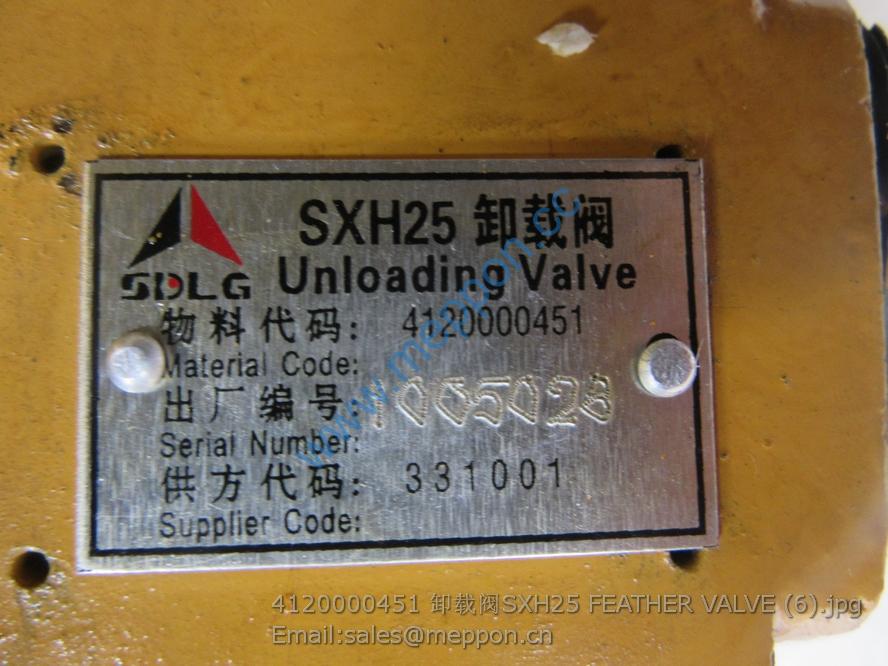 SXH25 卸载阀
SDLG Unloading Valve
物料代码: 4120000451
Material Code:
出厂编号: 1005028
Serial Number:
供方代码: 331001
Supplier Code:
www.meppon.cc
4120000451 卸载阀SXH25 FEATHER VALVE (6).jpg
Email:sales@meppon.cn